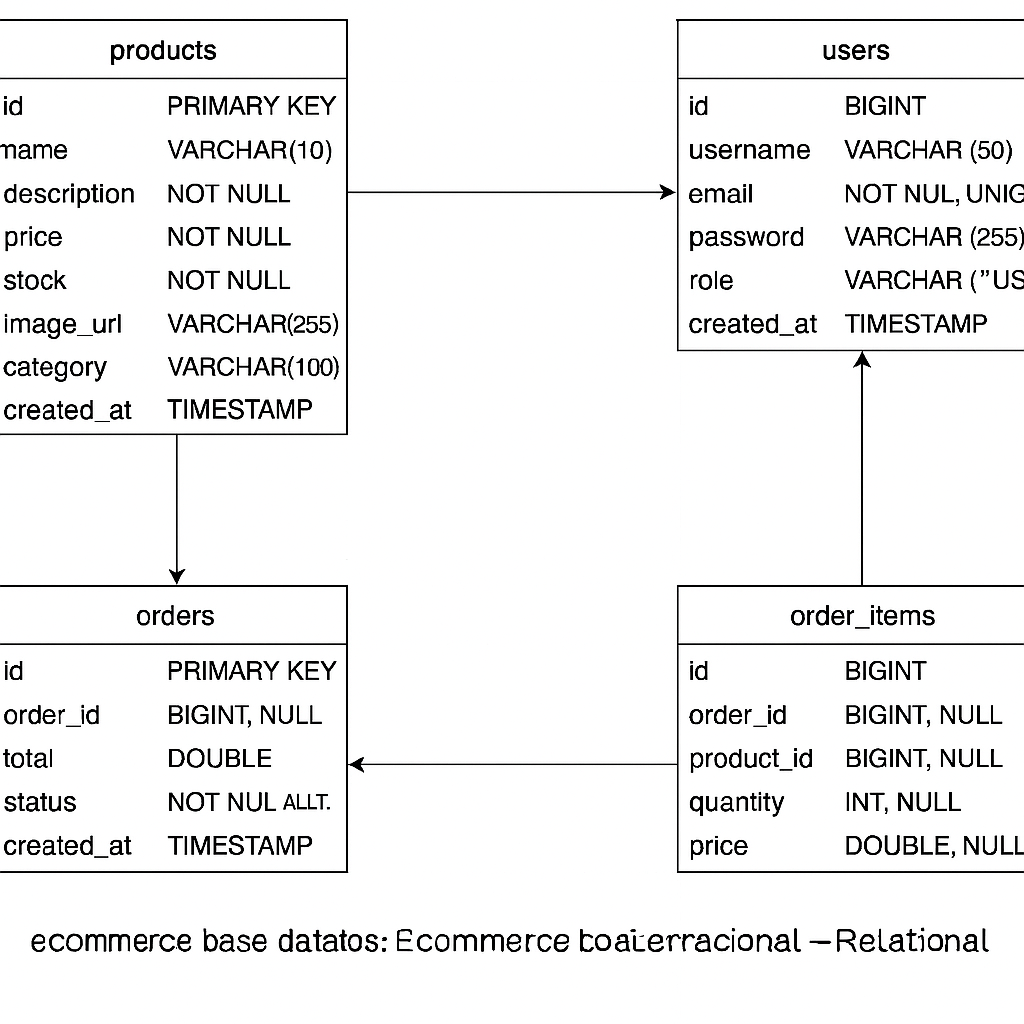 products
id PRIMARY KEY
name VARCHAR(10)
description NOT NULL
price NOT NULL
stock NOT NULL
image_url VARCHAR(255)
category VARCHAR(100)
created_at TIMESTAMP
users
id BIGINT
username VARCHAR (50)
email NOT NUL, UNIG
password VARCHAR (255)
role VARCHAR ("US
created_at TIMESTAMP
orders
id PRIMARY KEY
order_id BIGINT, NULL
total DOUBLE
status NOT NUL ALLT.
created_at TIMESTAMP
order_items
id BIGINT
order_id BIGINT, NULL
product_id BIGINT, NULL
quantity INT, NULL
price DOUBLE, NULL
ecommerce base datatos: Ecommerce –Relational